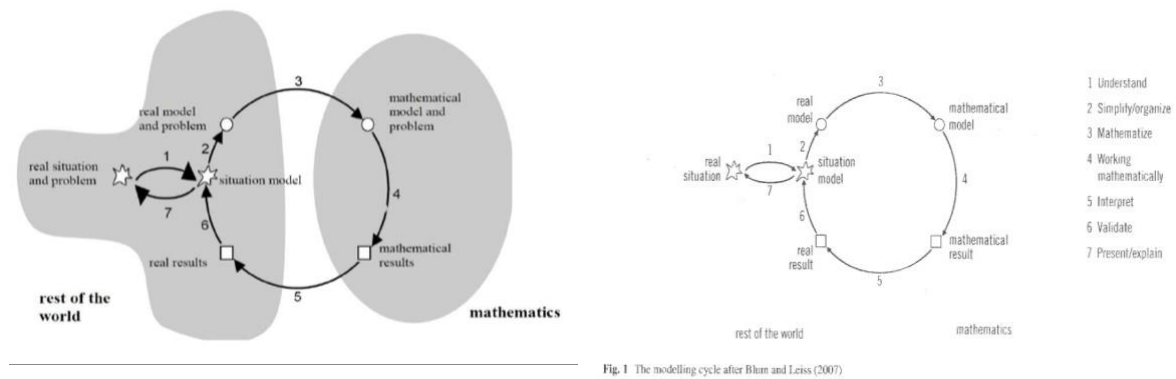 3
real model
and problem
mathematical
model and
problem
2
1
real situation
and problem
situation model
7
4
6
real results
mathematical
results
5
rest of the
world
mathematics
3
real
model
mathematical
model
1
2
real
situation
situation
model
7
4
6
real
result
mathematical
result
5
rest of the world
mathematics
1 Understand
2 Simplify/organize
3 Mathematize
4 Working
mathematically
5 Interpret
6 Validate
7 Present/explain
Fig. 1 The modelling cycle after Blum and Leiss (2007)